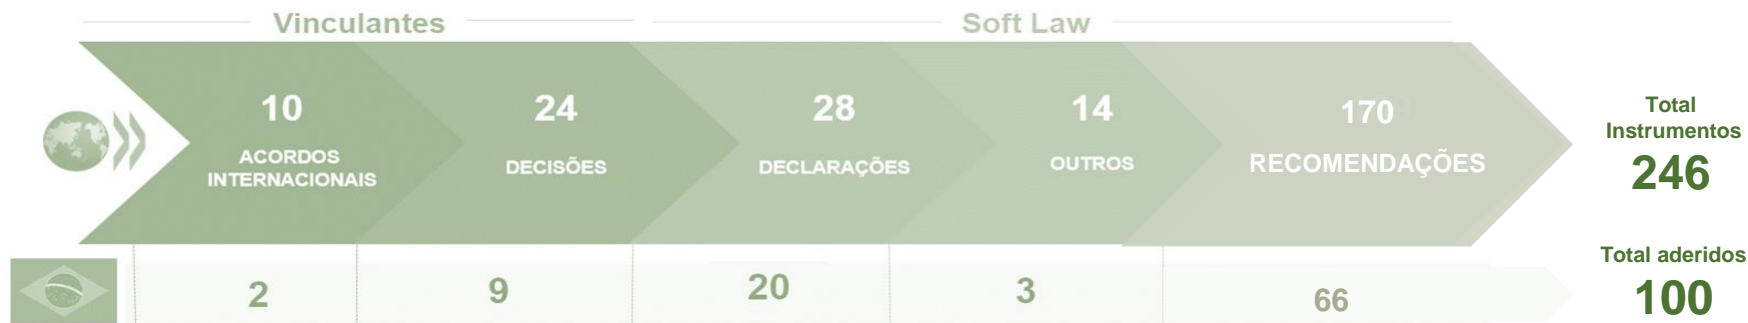 Vinculantes
Soft Law
10
ACORDOS
INTERNACIONAIS
24
DECISÕES
28
DECLARAÇÕES
14
OUTROS
170
RECOMENDAÇÕES
Total
Instrumentos
246
2
9
20
3
66
Total aderidos
100